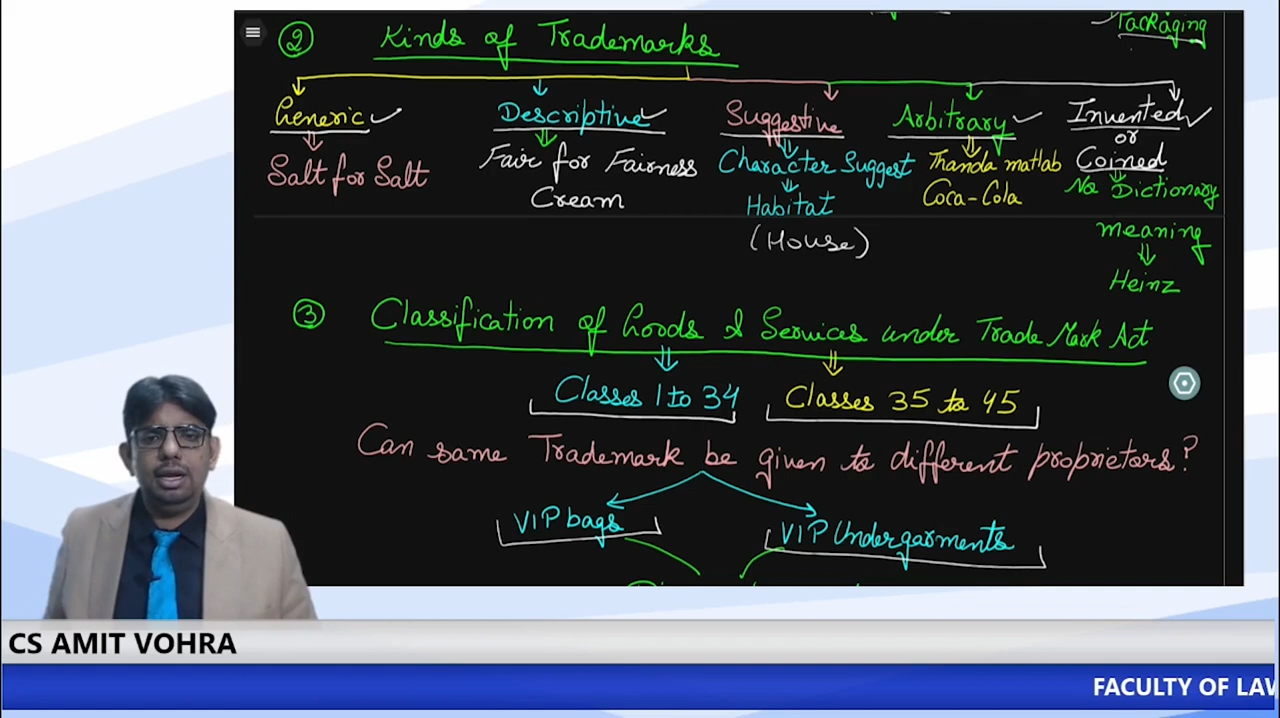 Packaging
② Kinds of Trademarks
Generic Descriptive Suggestive Arbitrary Invented
or
Coined
Salt for Salt Fair for Fairness Character Suggest Thanda matlab No Dictionary
Cream Habitat Coca-Cola
(House) meaning
Heinz
③ Classification of Goods & Services under Trade Mark Act
Classes 1 to 34 Classes 35 to 45
Can same Trademark be given to different proprietors?
VIP bags VIP Undergarments
CS AMIT VOHRA
FACULTY OF LAW